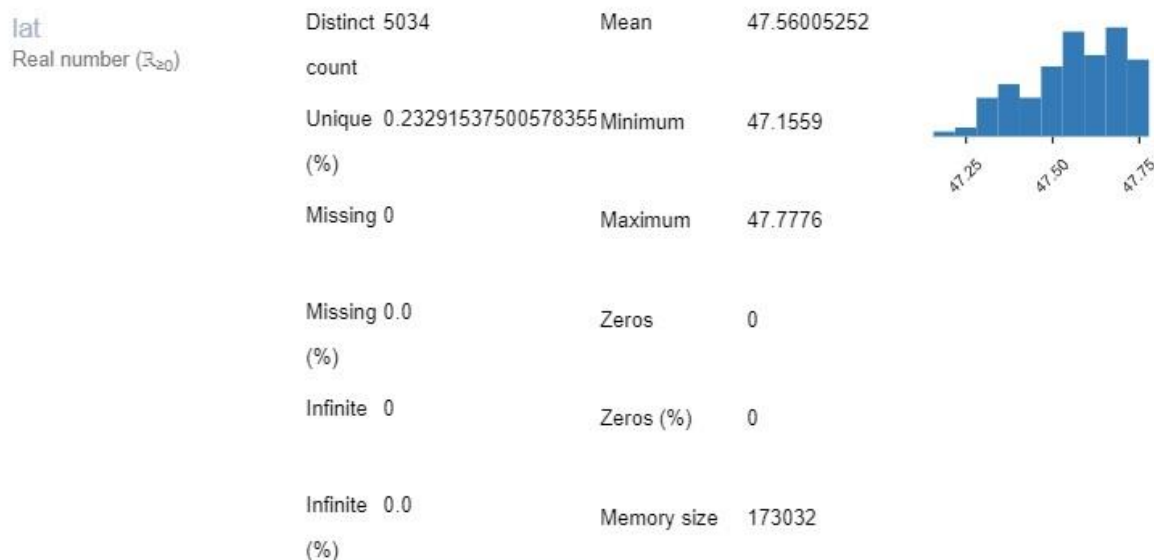 lat
Real number (ℝ≥0)
Distinct 5034
count
Unique 0.23291537500578355
(%)
Missing 0
Missing 0.0
(%)
Infinite 0
Infinite 0.0
(%)
Mean 47.56005252
Minimum 47.1559
Maximum 47.7776
Zeros 0
Zeros (%) 0
Memory size 173032
47.25
47.50
47.75